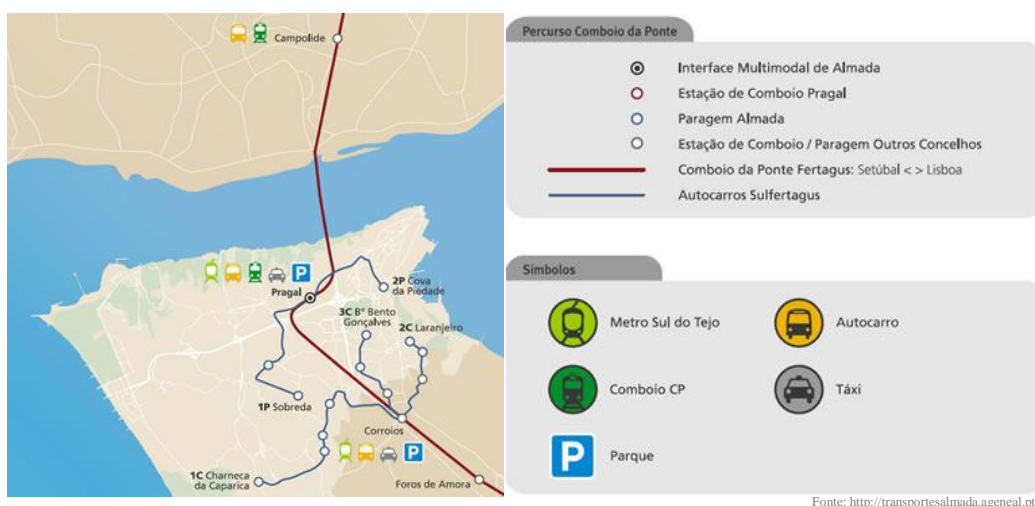 Campolide
Pragal
2P Cova
da Piedade
3C Bº Bento
Gonçalves
2C Laranjeiro
1P Sobreda
Corroios
1C Charneca
da Caparica
Foros de Amora
P
P
Percurso Comboio da Ponte
Interface Multimodal de Almada
Estação de Comboio Pragal
Paragem Almada
Estação de Comboio / Paragem Outros Concelhos
Comboio da Ponte Fertagus: Setúbal < > Lisboa
Autocarros Sulfertagus
Simbolos
Metro Sul do Tejo
Autocarro
Comboio CP
Táxi
P
Parque
Fonte: http://transportesalmada.ageneal.pt